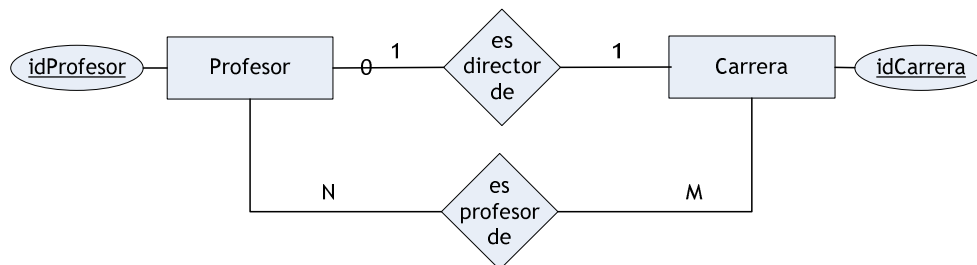 idProfesor
Profesor
0
1
es
director
de
1
Carrera
idCarrera
N
es
profesor
de
M